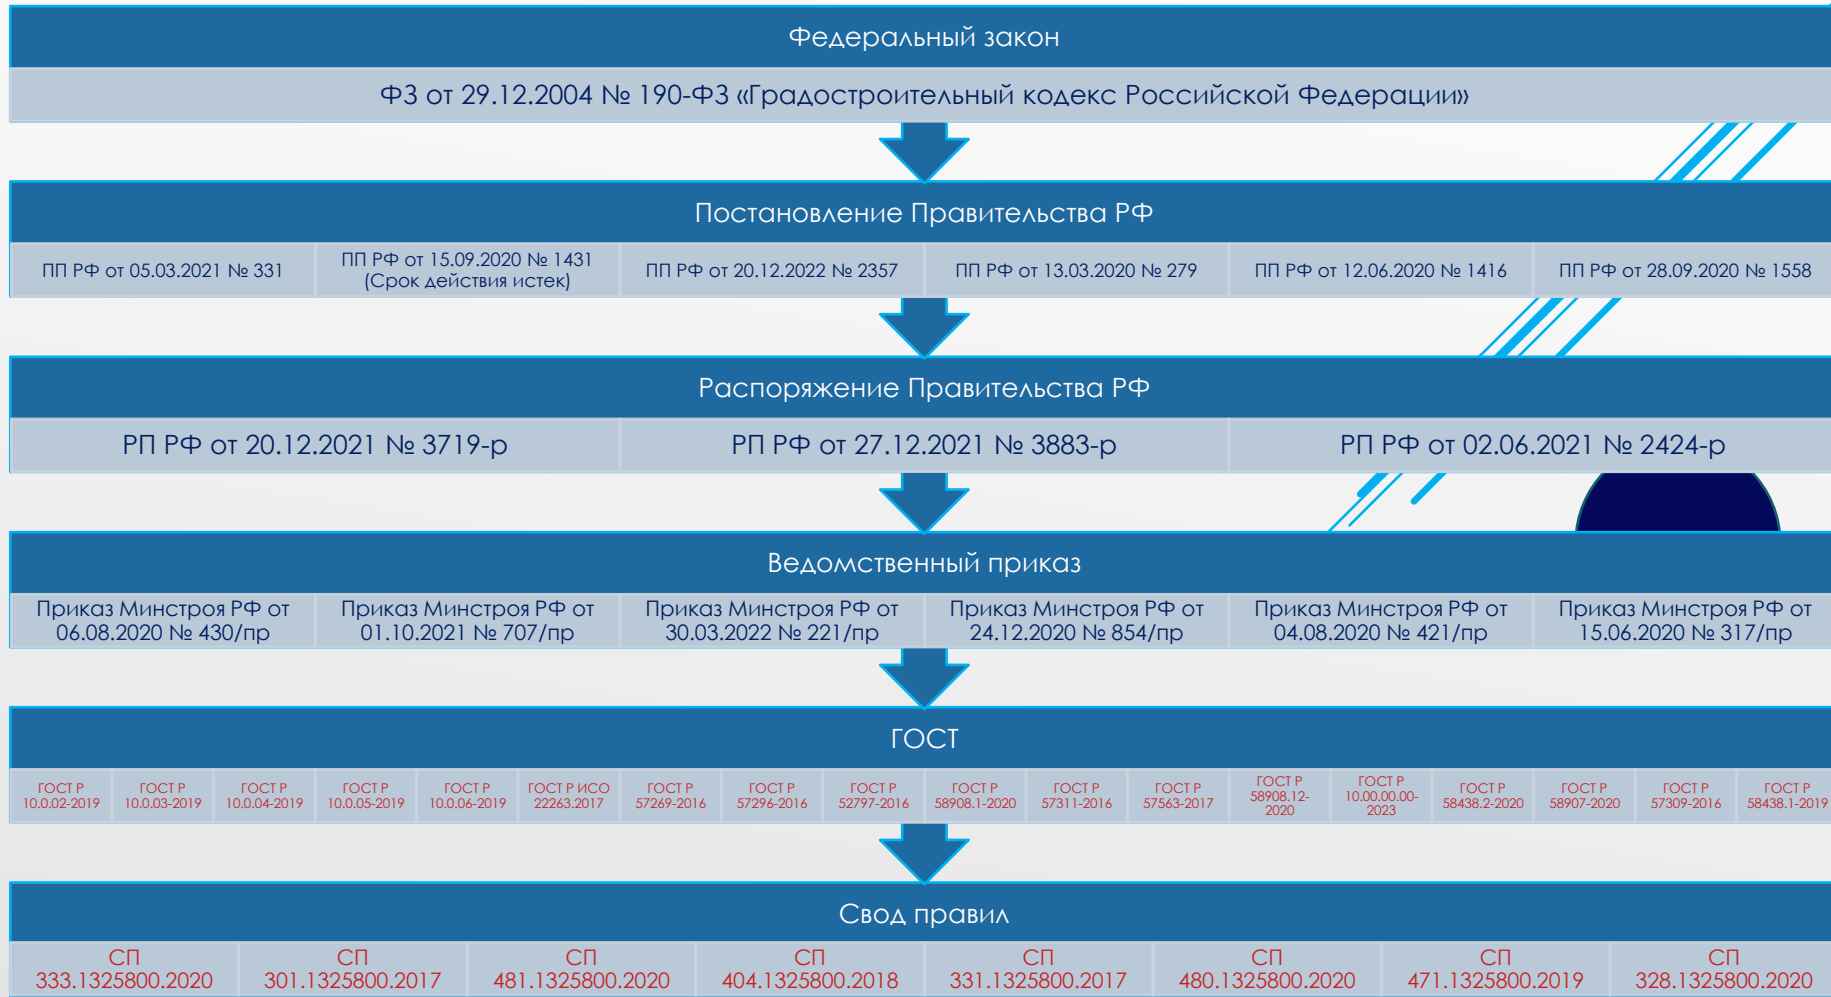 Федеральный закон
ФЗ от 29.12.2004 № 190-ФЗ «Градостроительный кодекс Российской Федерации»
Постановление Правительства РФ
ПП РФ от 05.03.2021 № 331
ПП РФ от 15.09.2020 № 1431
(Срок действия истек)
ПП РФ от 20.12.2022 № 2357
ПП РФ от 13.03.2020 № 279
ПП РФ от 12.06.2020 № 1416
ПП РФ от 28.09.2020 № 1558
Распоряжение Правительства РФ
РП РФ от 20.12.2021 № 3719-р
РП РФ от 27.12.2021 № 3883-р
РП РФ от 02.06.2021 № 2424-р
Ведомственный приказ
Приказ Минстроя РФ от
06.08.2020 № 430/пр
Приказ Минстроя РФ от
01.10.2021 № 707/пр
Приказ Минстроя РФ от
30.03.2022 № 221/пр
Приказ Минстроя РФ от
24.12.2020 № 854/пр
Приказ Минстроя РФ от
04.08.2020 № 421/пр
Приказ Минстроя РФ от
15.06.2020 № 317/пр
ГОСТ
ГОСТ Р
10.0.02-2019
ГОСТ Р
10.0.03-2019
ГОСТ Р
10.0.04-2019
ГОСТ Р
10.0.05-2019
ГОСТ Р
10.0.06-2019
ГОСТ Р ИСО
22263.2017
ГОСТ Р
57269-2016
ГОСТ Р
57296-2016
ГОСТ Р
52797-2016
ГОСТ Р
58908.1-2020
ГОСТ Р
57311-2016
ГОСТ Р
57563-2017
ГОСТ Р
58908.12-
2020
ГОСТ Р
10.00.00.00-
2023
ГОСТ Р
58438.2-2020
ГОСТ Р
58907-2020
ГОСТ Р
57309-2016
ГОСТ Р
58438.1-2019
Свод правил
СП
333.1325800.2020
СП
301.1325800.2017
СП
481.1325800.2020
СП
404.1325800.2018
СП
331.1325800.2017
СП
480.1325800.2020
СП
471.1325800.2019
СП
328.1325800.2020